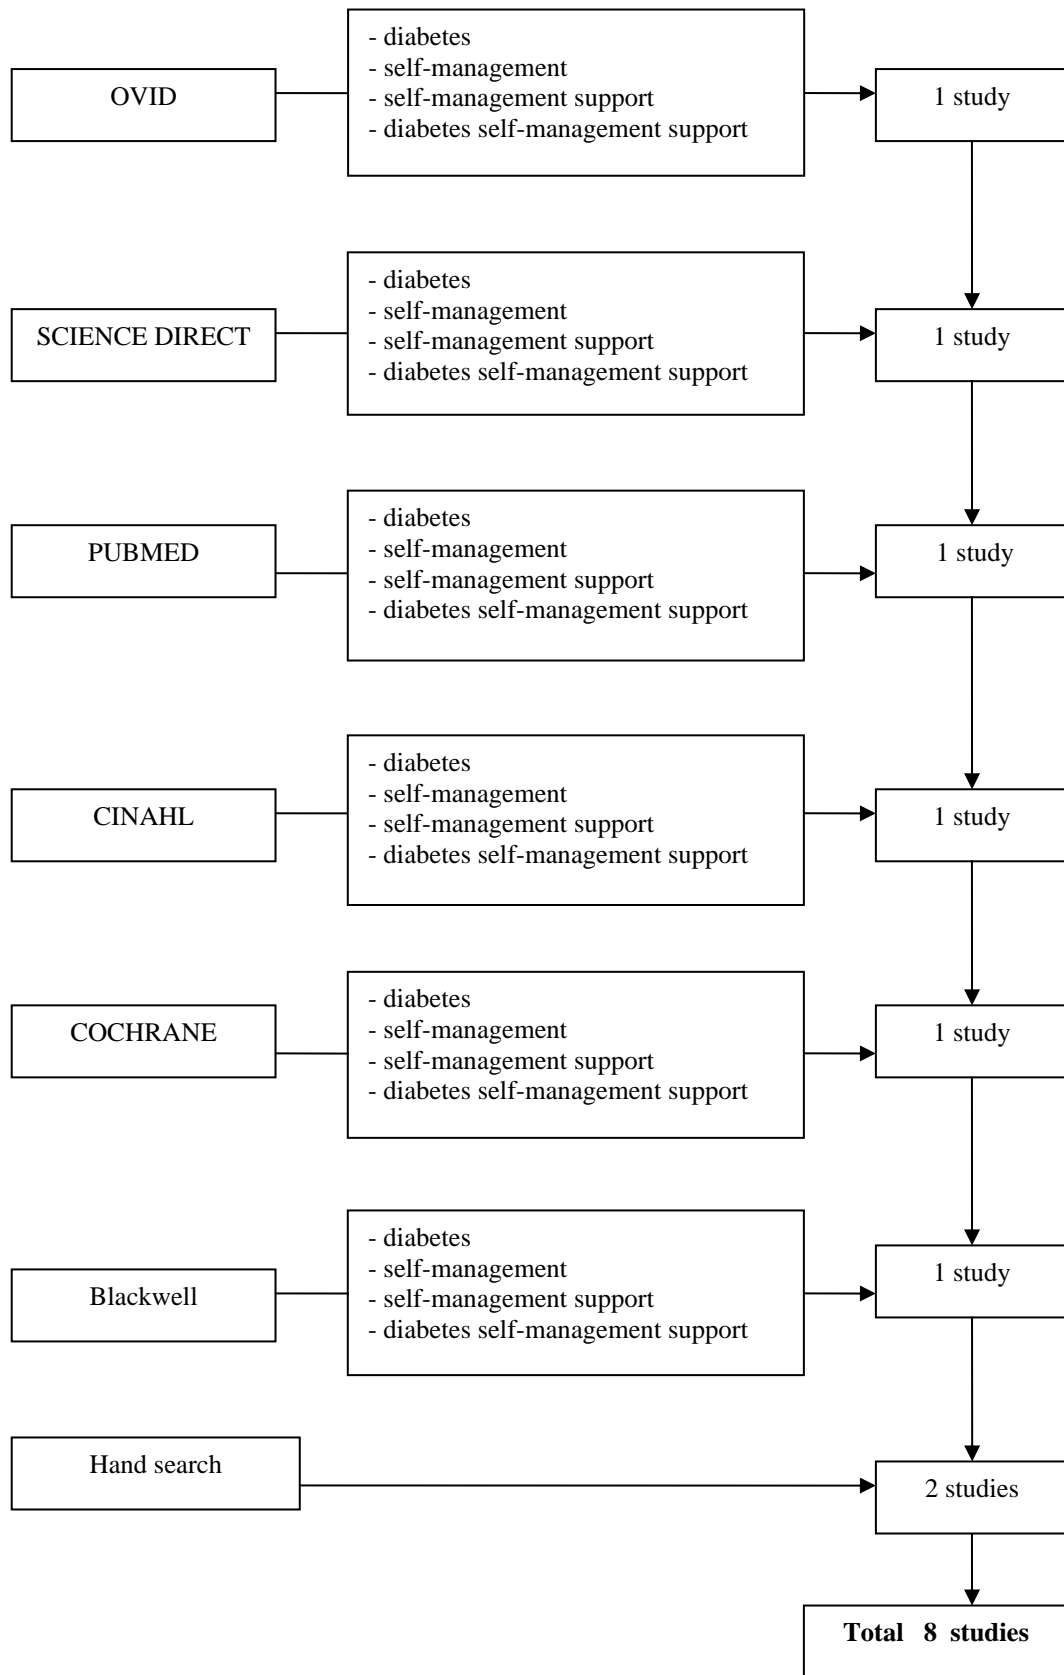 OVID
- diabetes
- self-management
- self-management support
- diabetes self-management support
1 study
SCIENCE DIRECT
- diabetes
- self-management
- self-management support
- diabetes self-management support
1 study
PUBMED
- diabetes
- self-management
- self-management support
- diabetes self-management support
1 study
CINAHL
- diabetes
- self-management
- self-management support
- diabetes self-management support
1 study
COCHRANE
- diabetes
- self-management
- self-management support
- diabetes self-management support
1 study
Blackwell
- diabetes
- self-management
- self-management support
- diabetes self-management support
1 study
Hand search
2 studies
Total 8 studies